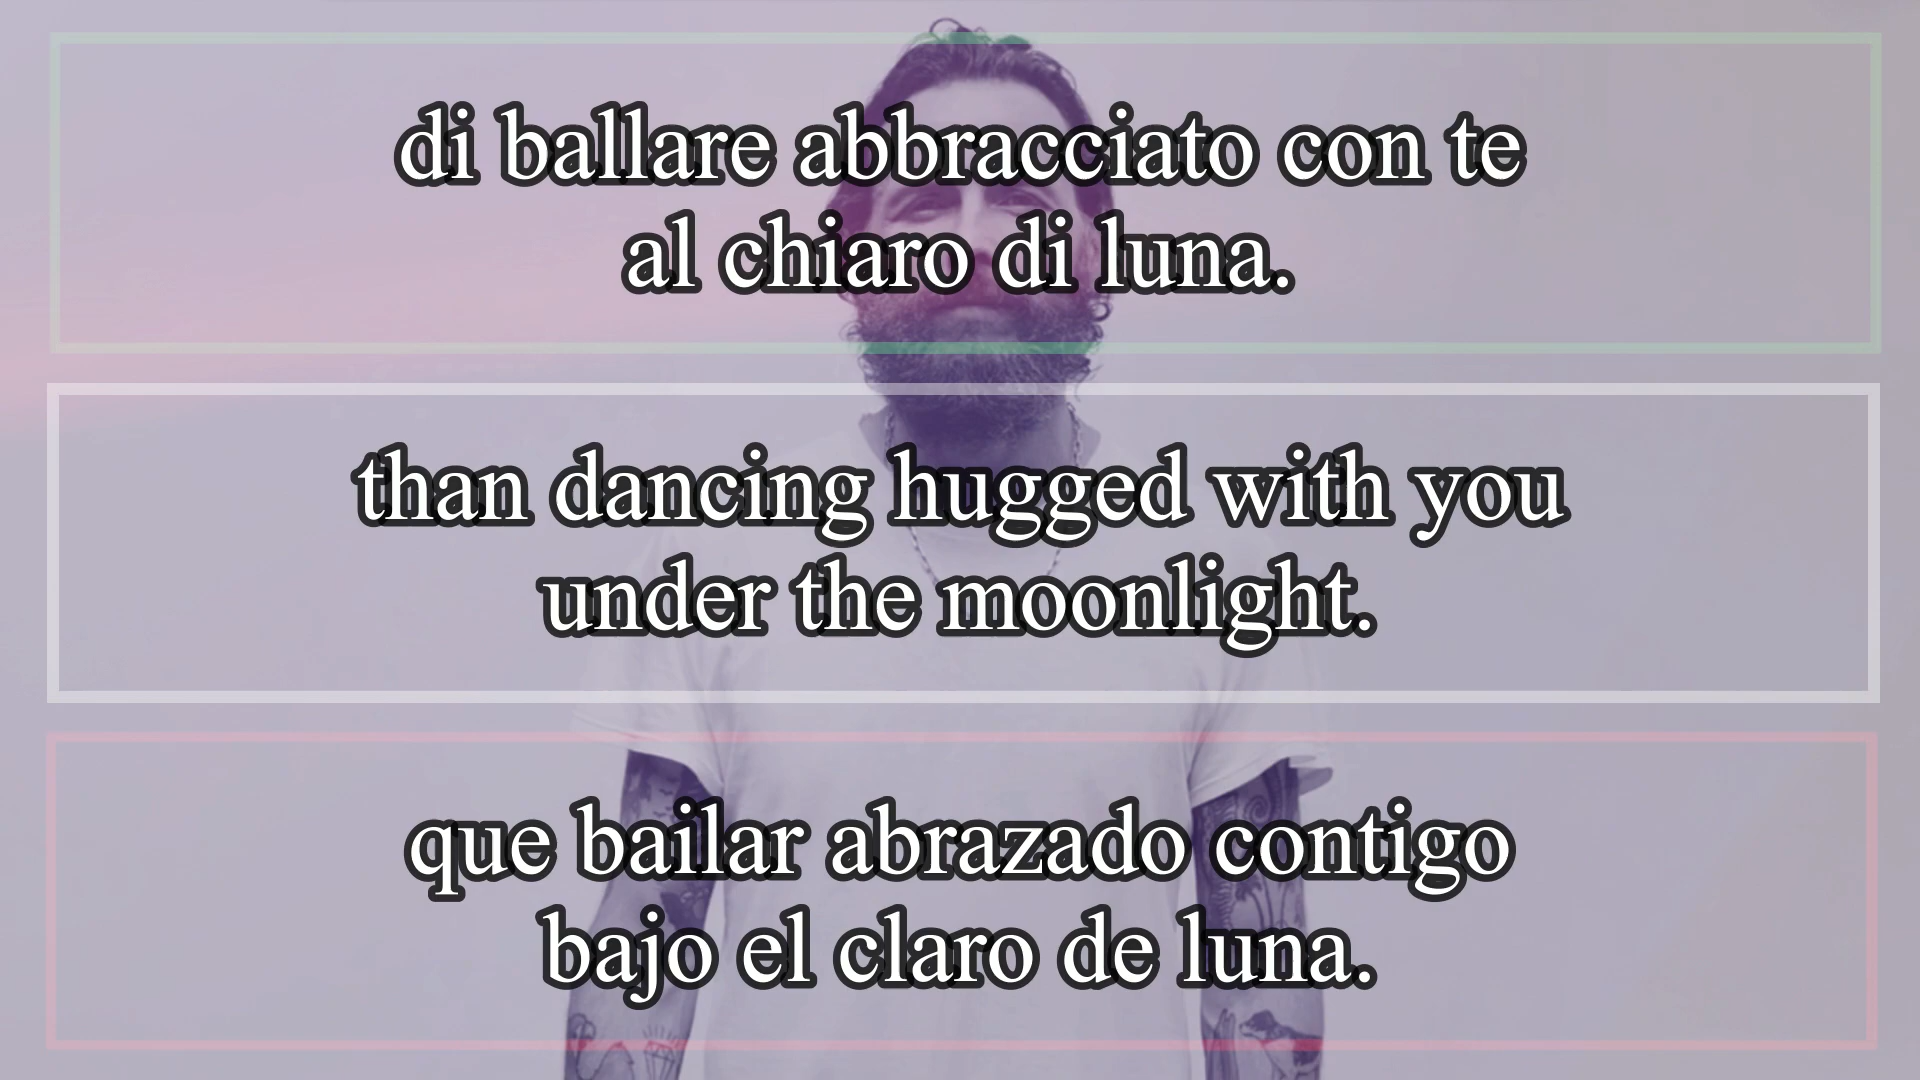 di ballare abbracciato con te
al chiaro di luna.
than dancing hugged with you
under the moonlight.
que bailar abrazado contigo
bajo el claro de luna.